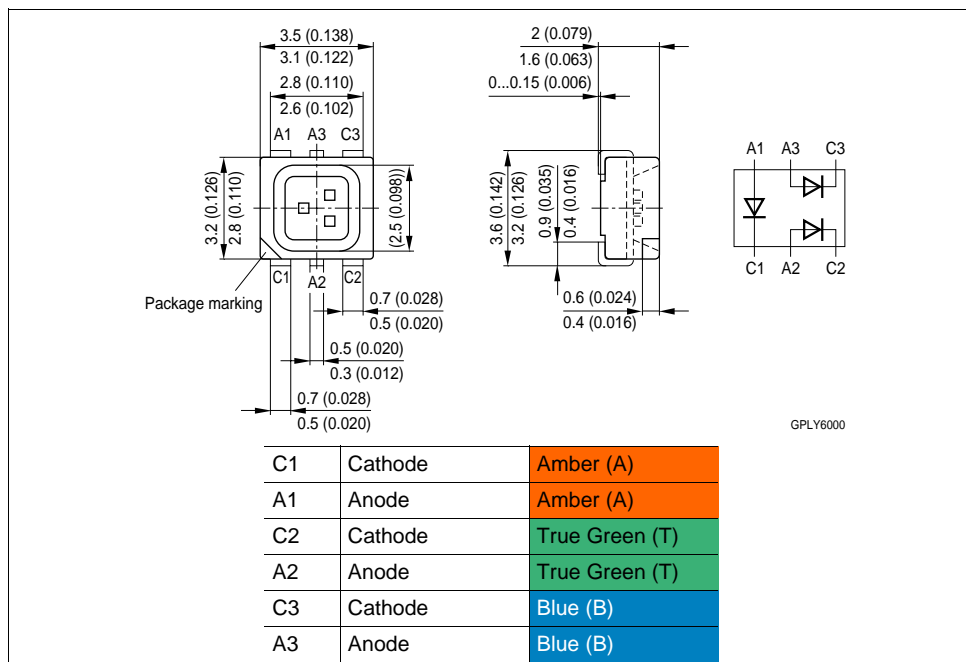 3.5 (0.138)
3.1 (0.122)
2.8 (0.110)
2.6 (0.102)
A1 A3 C3
3.2 (0.126)
2.8 (0.110)
(2.5 (0.098))
C1 A2 C2
Package marking
0.7 (0.028)
0.5 (0.020)
0.5 (0.020)
0.3 (0.012)
0.7 (0.028)
0.5 (0.020)
2 (0.079)
1.6 (0.063)
0...0.15 (0.006)
3.6 (0.142)
3.2 (0.126)
0.9 (0.035)
0.4 (0.016)
0.6 (0.024)
0.4 (0.016)
A1 A3 C3
C1 A2 C2
GPLY6000
C1 Cathode Amber (A)
A1 Anode Amber (A)
C2 Cathode True Green (T)
A2 Anode True Green (T)
C3 Cathode Blue (B)
A3 Anode Blue (B)